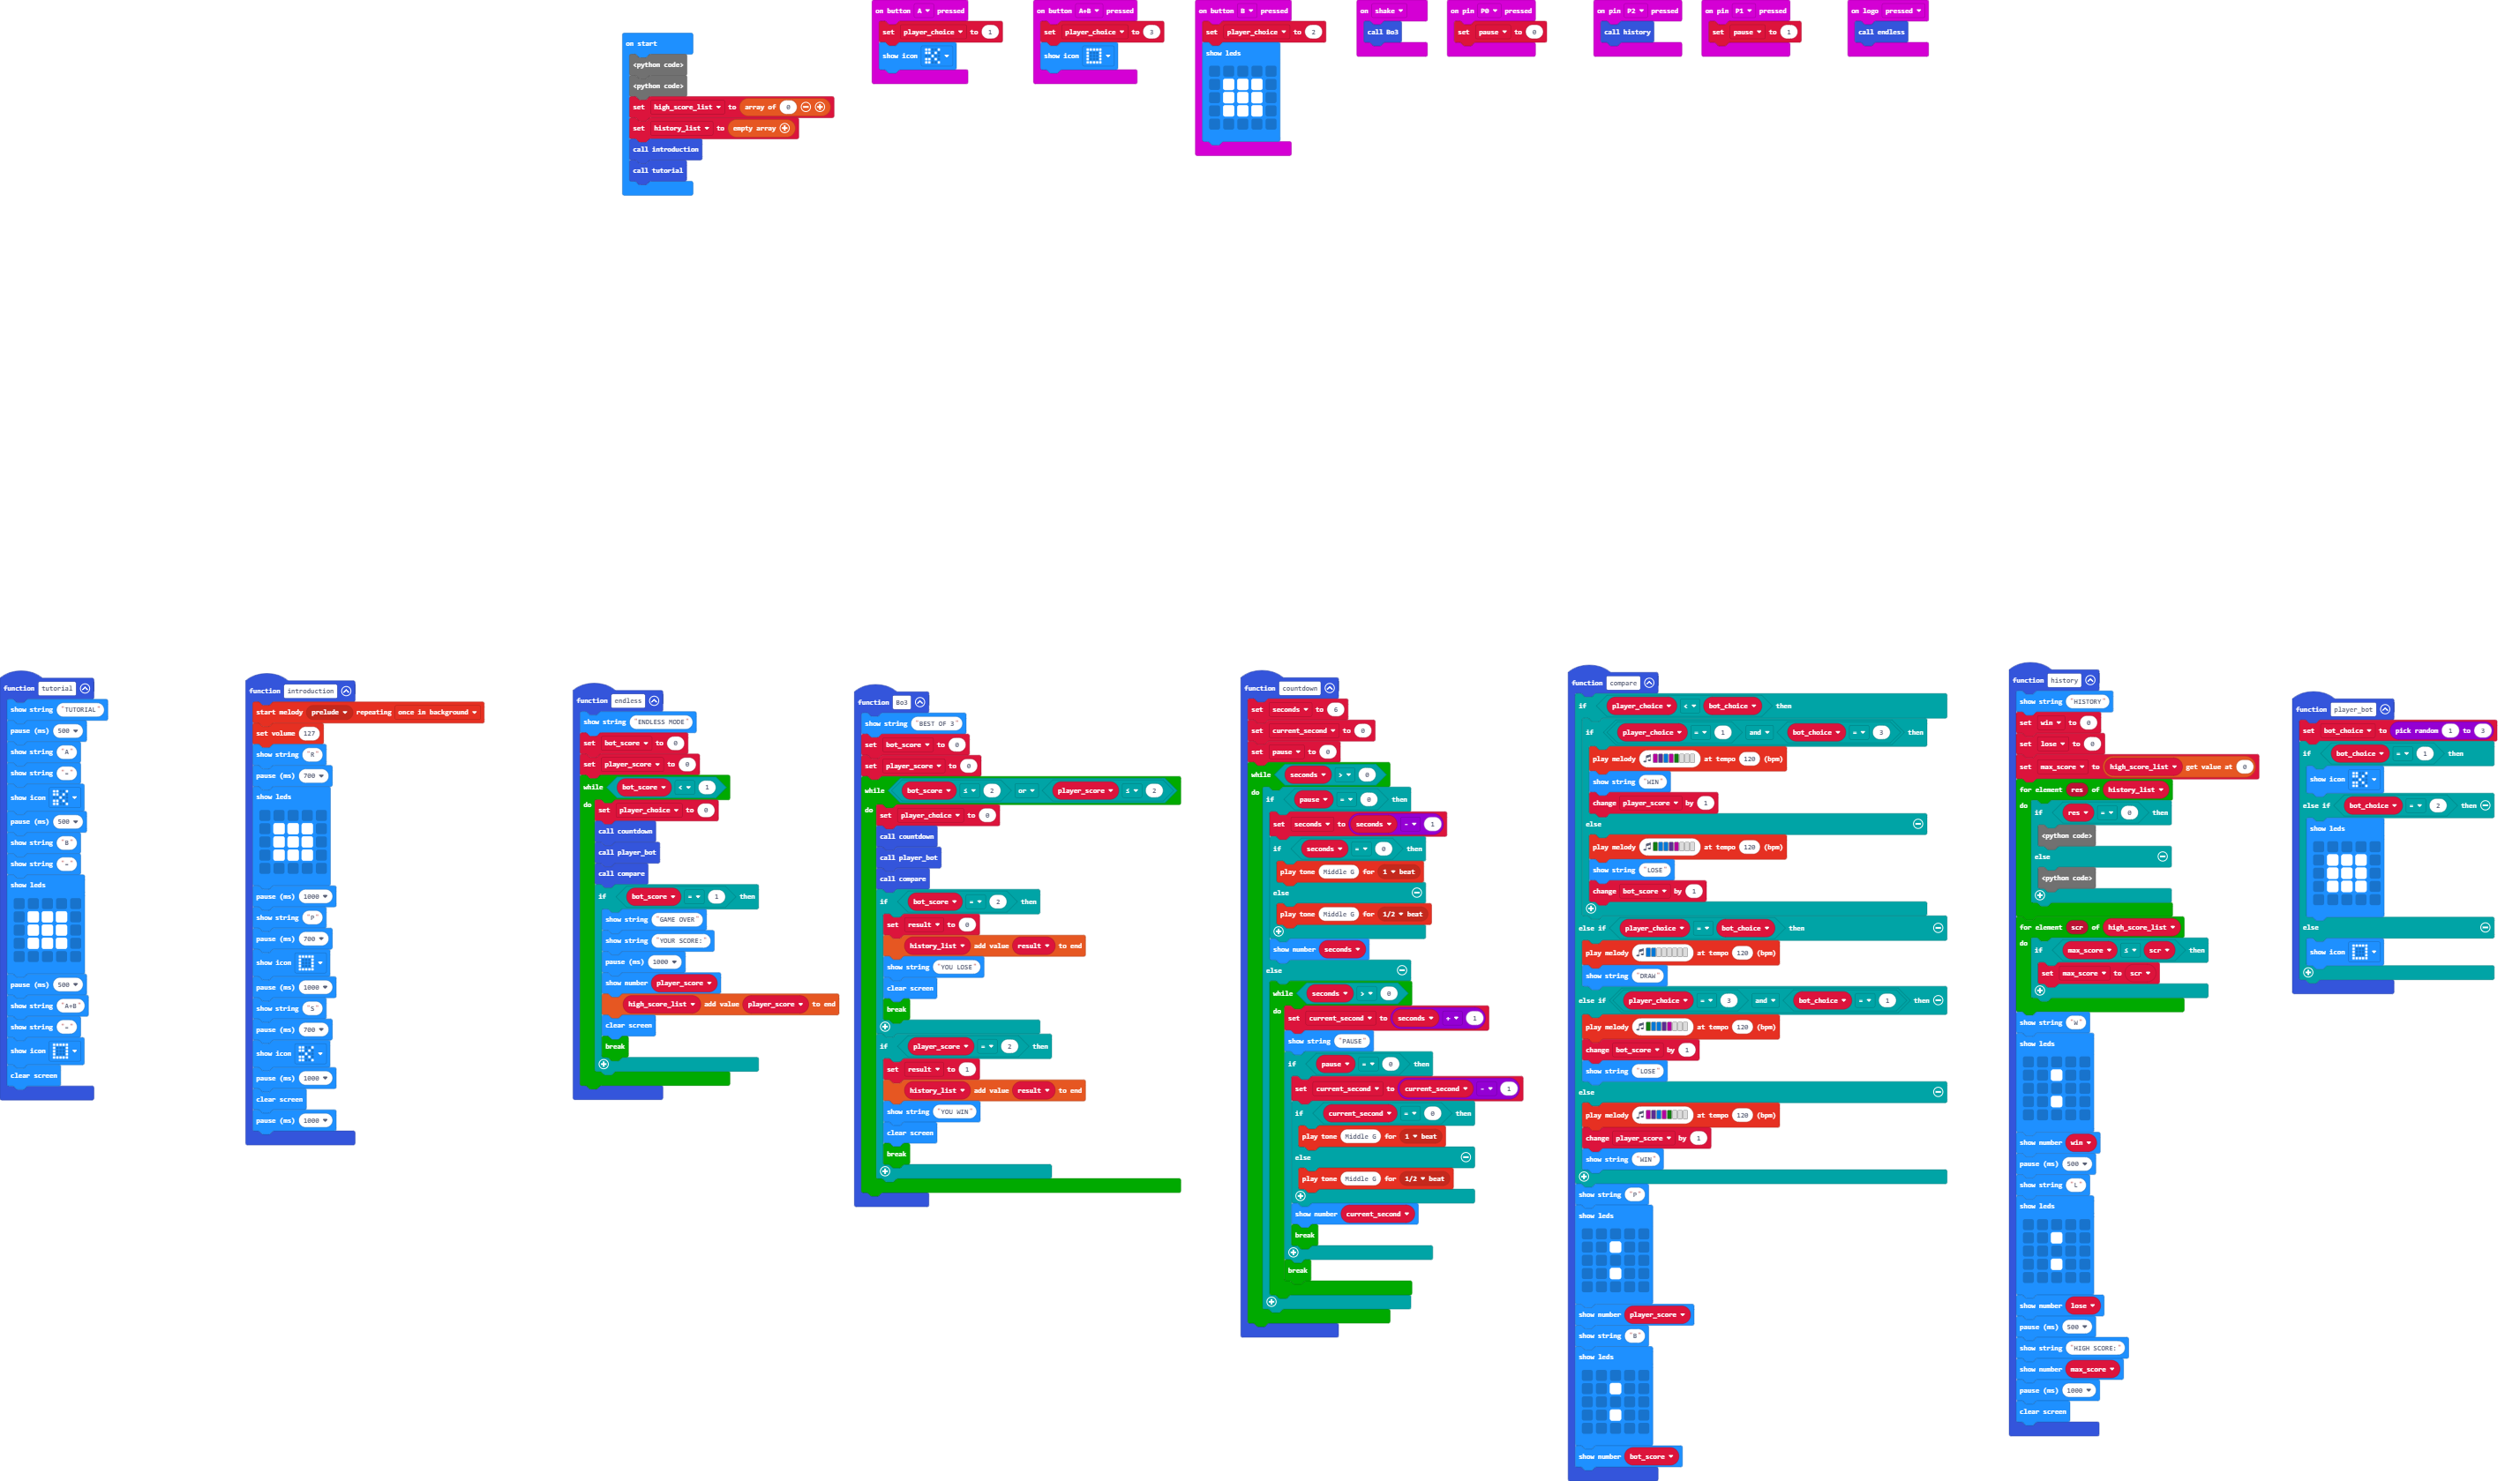 on button A pressed
set player_choice to 1
show icon
on button A+B pressed
set player_choice to 3
show icon
on button B pressed
set player_choice to 2
show leds
on shake
call Bo3
on pin P0 pressed
set pause to 0
on pin P2 pressed
call history
on pin P1 pressed
set pause to 1
on logo pressed
call endless
on start
<python code>
<python code>
set high_score_list to array of 0
set history_list to empty array
call introduction
call tutorial
function tutorial
show string "TUTORIAL"
pause (ms) 500
show string "A"
show string "="
show icon
pause (ms) 500
show string "B"
show string "="
show leds
pause (ms) 500
show string "A+B"
show string "="
show icon
clear screen
function introduction
start melody prelude repeating once in background
set volume 127
show string "R"
pause (ms) 700
show leds
pause (ms) 1000
show string "P"
pause (ms) 700
show icon
pause (ms) 1000
show string "S"
pause (ms) 700
show icon
pause (ms) 1000
clear screen
pause (ms) 1000
function endless
show string "ENDLESS MODE"
set bot_score to 0
set player_score to 0
while bot_score < 1
do set player_choice to 0
call countdown
call player_bot
call compare
if bot_score = 1 then
show string "GAME OVER"
show string "YOUR SCORE:"
pause (ms) 1000
show number player_score
high_score_list add value player_score to end
clear screen
break
function Bo3
show string "BEST OF 3"
set bot_score to 0
set player_score to 0
while bot_score ≤ 2 or player_score ≤ 2
do set player_choice to 0
call countdown
call player_bot
call compare
if bot_score = 2 then
set result to 0
history_list add value result to end
show string "YOU LOSE"
clear screen
break
if player_score = 2 then
set result to 1
history_list add value result to end
show string "YOU WIN"
clear screen
break
function countdown
set seconds to 6
set current_second to 0
set pause to 0
while seconds > 0
do if pause = 0 then
set seconds to seconds - 1
if seconds = 0 then
play tone Middle G for 1 beat
else
play tone Middle G for 1/2 beat
show number seconds
else
while seconds > 0
do set current_second to seconds + 1
show string "PAUSE"
if pause = 0 then
set current_second to current_second - 1
if current_second = 0 then
play tone Middle G for 1 beat
else
play tone Middle G for 1/2 beat
show number current_second
break
break
function compare
if player_choice < bot_choice then
if player_choice = 1 and bot_choice = 3 then
play melody at tempo 120 (bpm)
show string "WIN"
change player_score by 1
else
play melody at tempo 120 (bpm)
show string "LOSE"
change bot_score by 1
else if player_choice = bot_choice then
play melody at tempo 120 (bpm)
show string "DRAW"
else if player_choice = 3 and bot_choice = 1 then
play melody at tempo 120 (bpm)
change bot_score by 1
show string "LOSE"
else
play melody at tempo 120 (bpm)
change player_score by 1
show string "WIN"
show string "P"
show leds
show number player_score
show string "B"
show leds
show number bot_score
function history
show string "HISTORY"
set win to 0
set lose to 0
set max_score to high_score_list get value at 0
for element res of history_list
do if res = 0 then
<python code>
else
<python code>
for element scr of high_score_list
do if max_score ≤ scr then
set max_score to scr
show string "W"
show leds
show number win
pause (ms) 500
show string "L"
show leds
show number lose
pause (ms) 500
show string "HIGH SCORE:"
show number max_score
pause (ms) 1000
clear screen
function player_bot
set bot_choice to pick random 1 to 3
if bot_choice = 1 then
show icon
else if bot_choice = 2 then
show leds
else
show icon